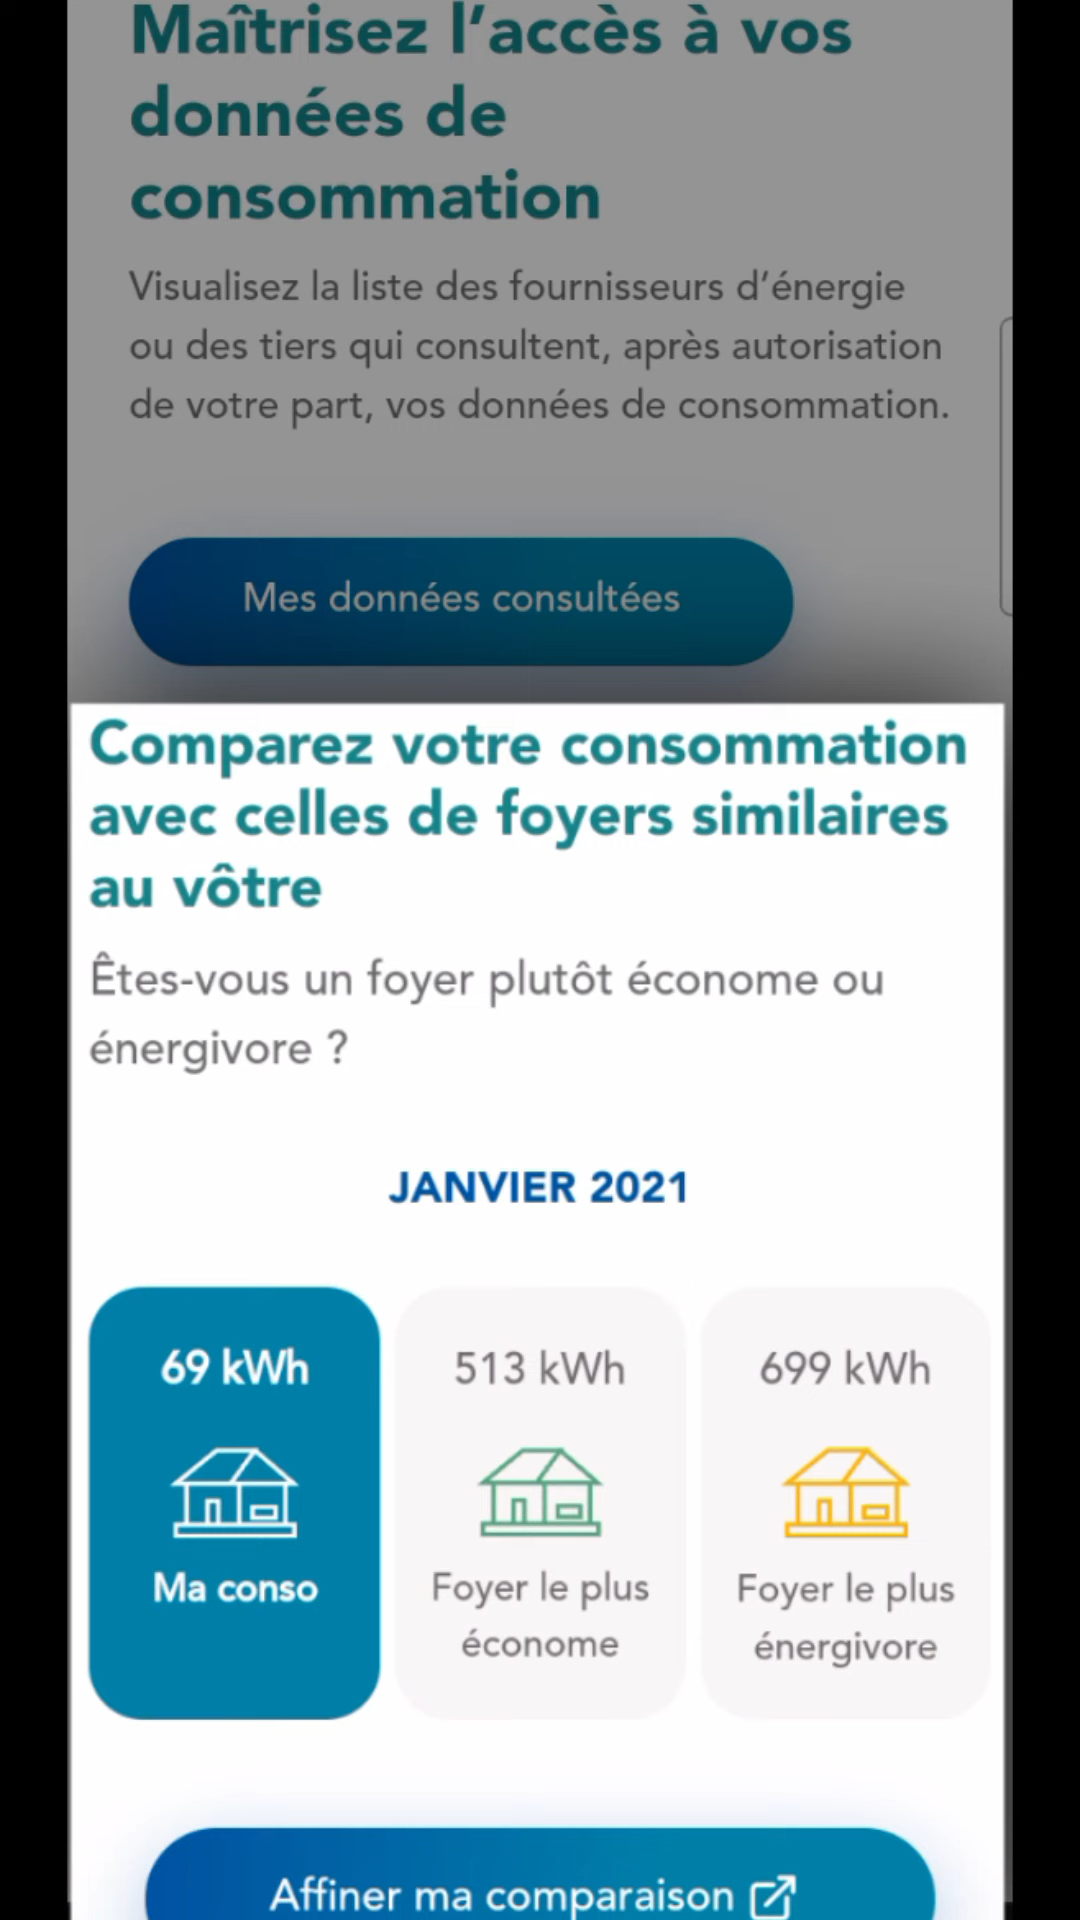 Maîtrisez l’accès à vos
données de
consommation
Visualisez la liste des fournisseurs d’énergie
ou des tiers qui consultent, après autorisation
de votre part, vos données de consommation.
Mes données consultées
Comparez votre consommation
avec celles de foyers similaires
au vôtre
Êtes-vous un foyer plutôt économe ou
énergivore ?
JANVIER 2021
69 kWh
Ma conso
513 kWh
Foyer le plus
économe
699 kWh
Foyer le plus
énergivore
Affiner ma comparaison